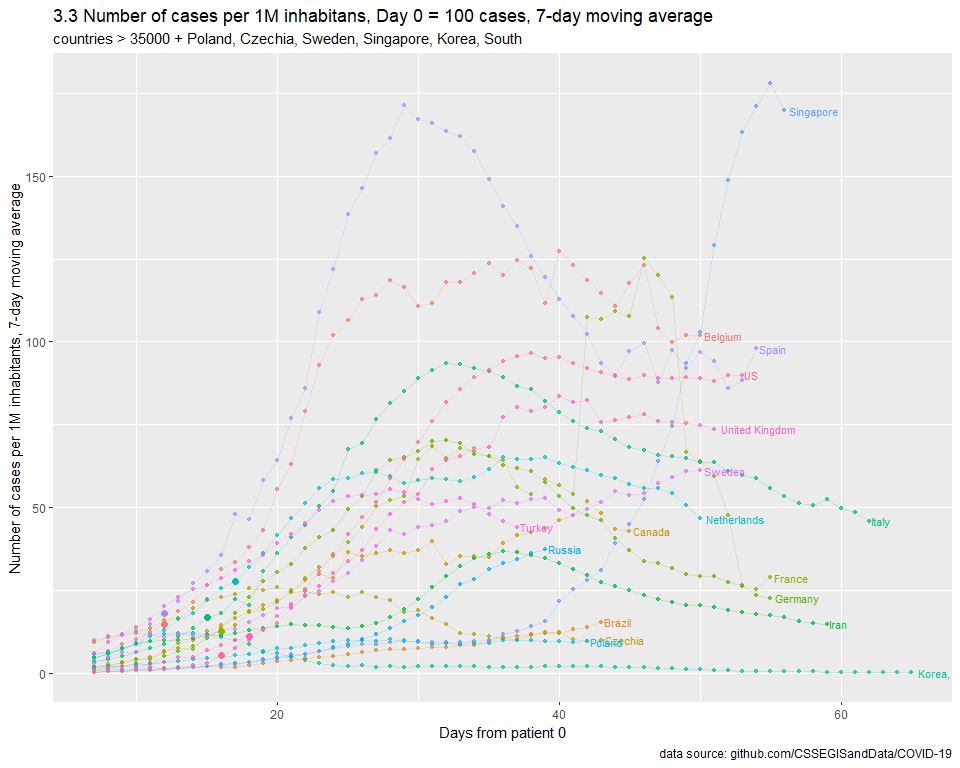 3.3 Number of cases per 1M inhabitans, Day 0 = 100 cases, 7-day moving average
countries > 35000 + Poland, Czechia, Sweden, Singapore, Korea, South
Number of cases per 1M inhabitants, 7-day moving average
150
100
50
0
Singapore
Belgium
Spain
US
United Kingdom
Sweden
Netherlands
Italy
Turkey
Canada
Russia
France
Germany
Brazil
Iran
Czechia
Poland
Korea,
20
40
60
Days from patient 0
data source: github.com/CSSEGISandData/COVID-19